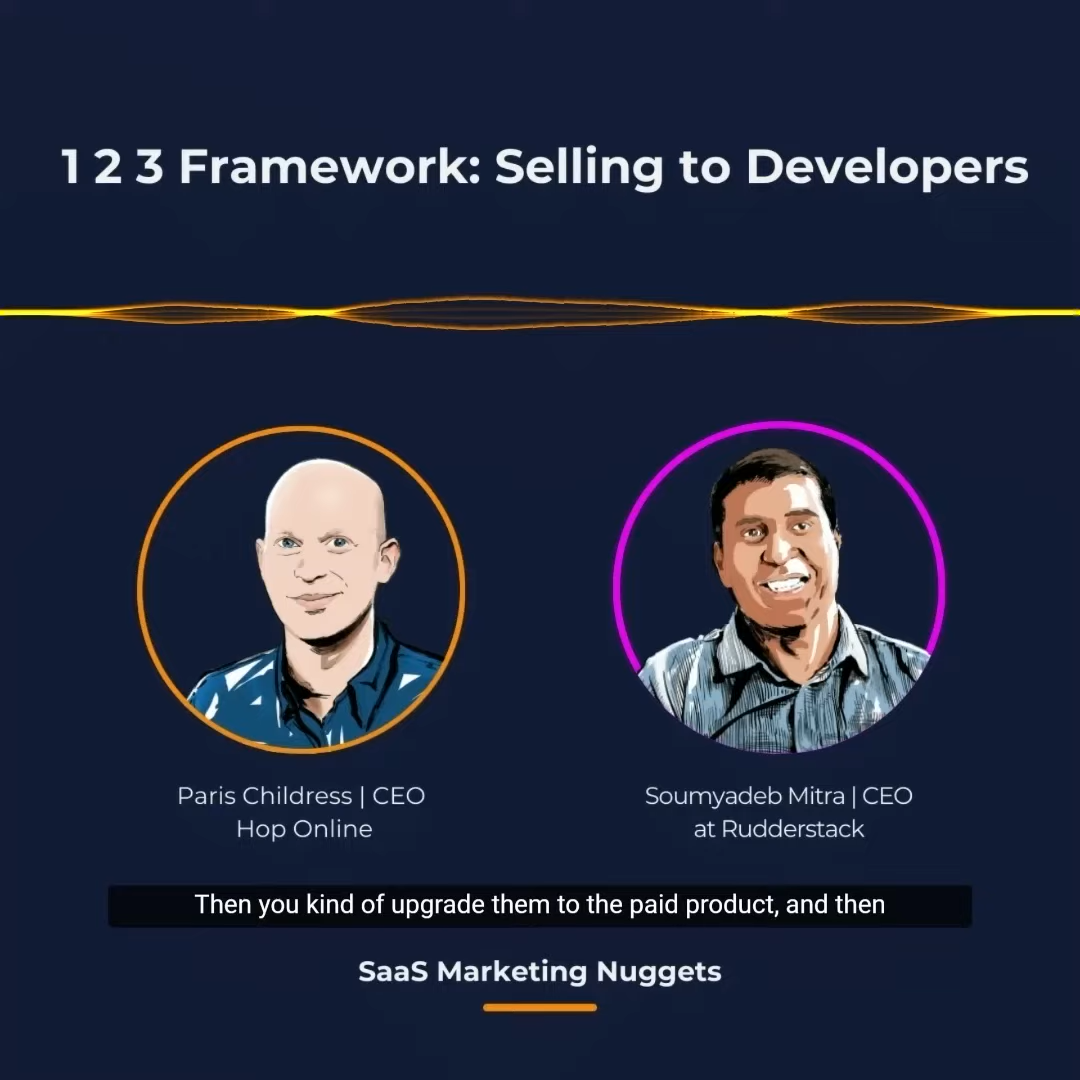 1 2 3 Framework: Selling to Developers
Paris Childress | CEO
Hop Online
Soumyadeb Mitra | CEO
at Rudderstack
Then you kind of upgrade them to the paid product, and then
SaaS Marketing Nuggets